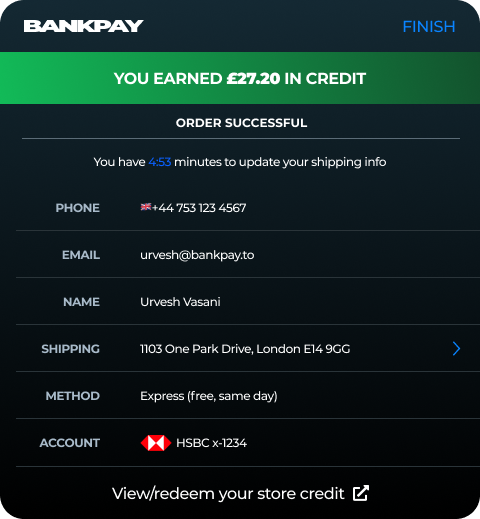 BANKPAY FINISH
YOU EARNED £27.20 IN CREDIT
ORDER SUCCESSFUL
You have 4:53 minutes to update your shipping info
PHONE +44 753 123 4567
EMAIL urvesh@bankpay.to
NAME Urvesh Vasani
SHIPPING 1103 One Park Drive, London E14 9GG
METHOD Express (free, same day)
ACCOUNT HSBC x-1234
View/redeem your store credit